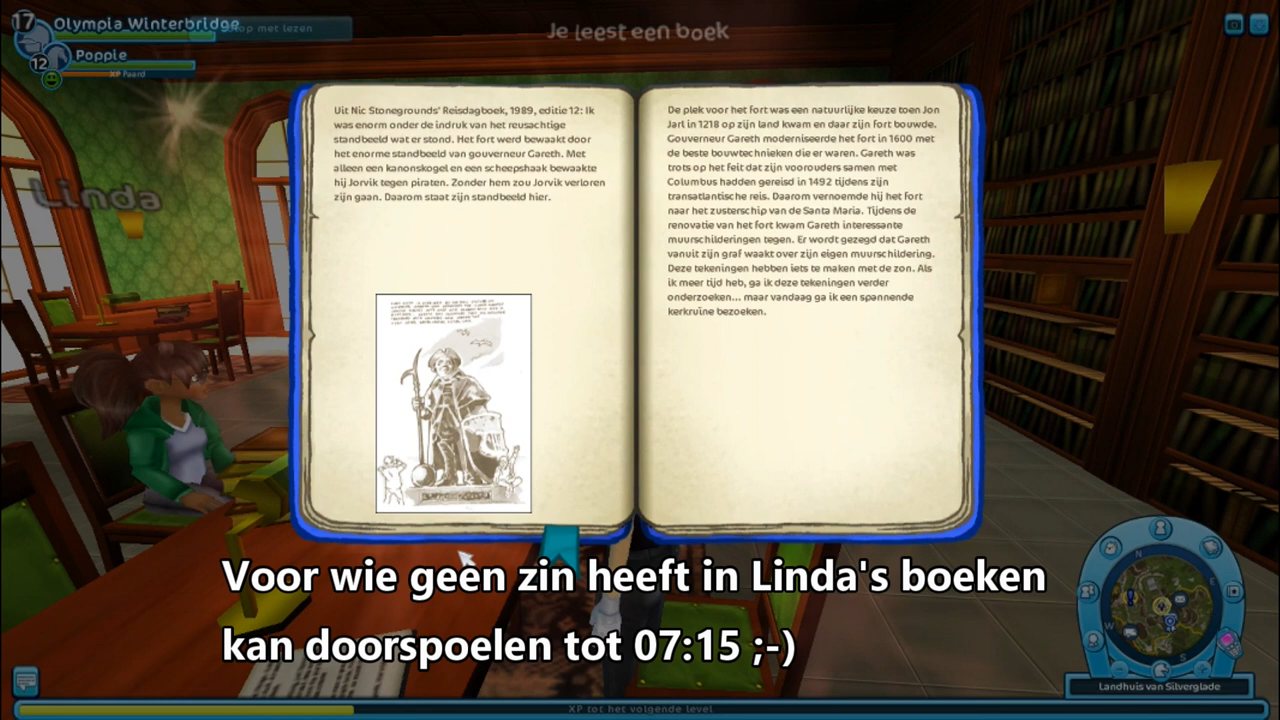 17
Olympia Winterbridge
Stop met lezen
12
Poppie
XP Paard
Je leest een boek
Linda
Uit Nic Stonegrounds' Reisdagboek, 1989, editie 12: Ik
was enorm onder de indruk van het reusachtige
standbeeld wat er stond. Het fort werd bewaakt door
het enorme standbeeld van gouverneur Gareth. Met
alleen een kanonskogel en een scheepshaak bewaakte
hij Jorvik tegen piraten. Zonder hem zou Jorvik verloren
zijn gaan. Daarom staat zijn standbeeld hier.
De plek voor het fort was een natuurlijke keuze toen Jon
Jarl in 1218 op zijn land kwam en daar zijn fort bouwde.
Gouverneur Gareth moderniseerde het fort in 1600 met
de beste bouwtechnieken die er waren. Gareth was
trots op het feit dat zijn voorouders samen met
Columbus hadden gereisd in 1492 tijdens zijn
transatlantische reis. Daarom vernoemde hij het fort
naar het zusterschip van de Santa Maria. Tijdens de
renovatie van het fort kwam Gareth interessante
muurschilderingen tegen. Er wordt gezegd dat Gareth
vanuit zijn graf waakt over zijn eigen muurschildering.
Deze tekeningen hebben iets te maken met de zon. Als
ik meer tijd heb, ga ik deze tekeningen verder
onderzoeken... maar vandaag ga ik een spannende
kerkruïne bezoeken.
Voor wie geen zin heeft in Linda's boeken
kan doorspoelen tot 07:15 ;-)
N
W
S
Landhuis van Silverglade
XP tot het volgende level